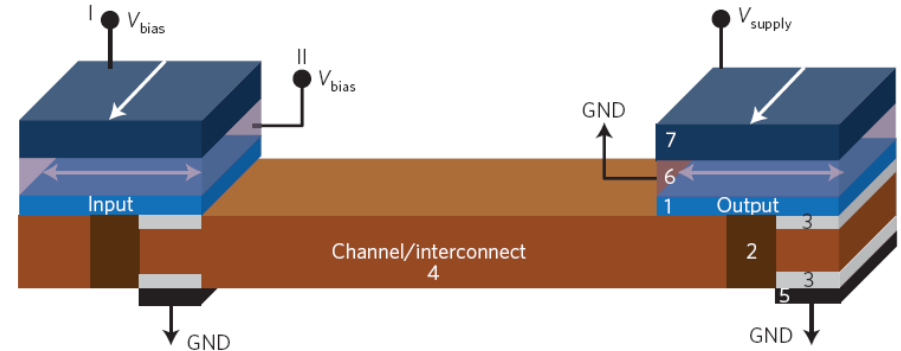 I
V bias
II
V bias
V supply
GND
7
6
1
Input
Output
3
2
Channel/interconnect
4
3
5
GND
GND